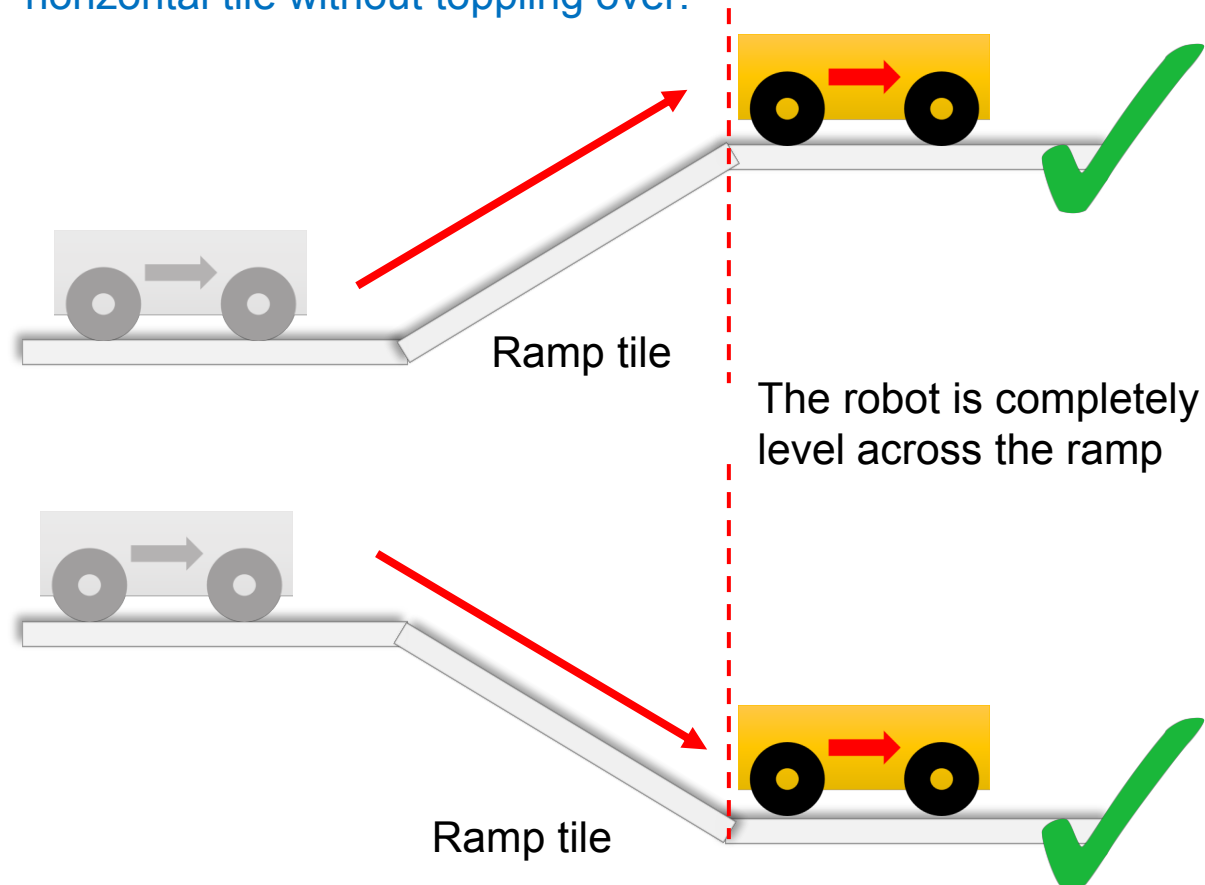 horizontal tile without toppling over.
Ramp tile
The robot is completely
level across the ramp
Ramp tile